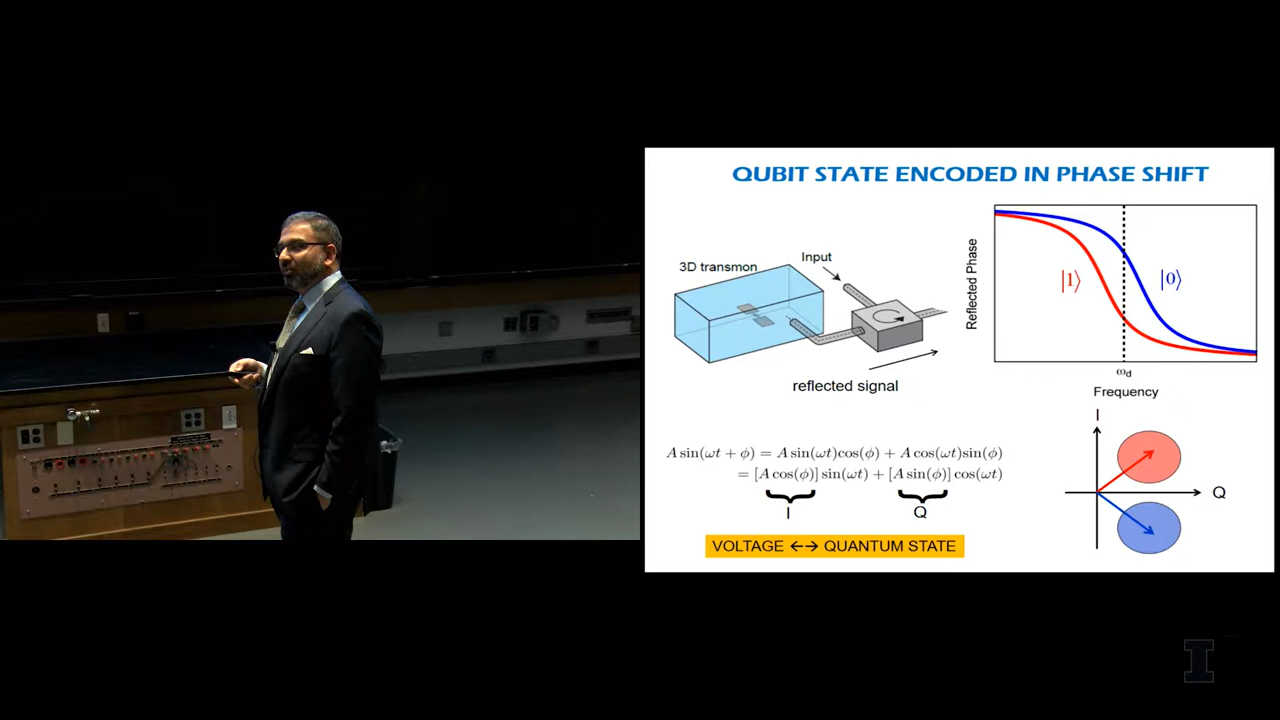 QUBIT STATE ENCODED IN PHASE SHIFT
3D transmon
Input
reflected signal
Reflected Phase
|1⟩
|0⟩
ωd
Frequency
A sin(ωt + ϕ) = A sin(ωt)cos(ϕ) + A cos(ωt)sin(ϕ)
= [A cos(ϕ)] sin(ωt) + [A sin(ϕ)] cos(ωt)
I
Q
VOLTAGE ↔ QUANTUM STATE
I
Q
I